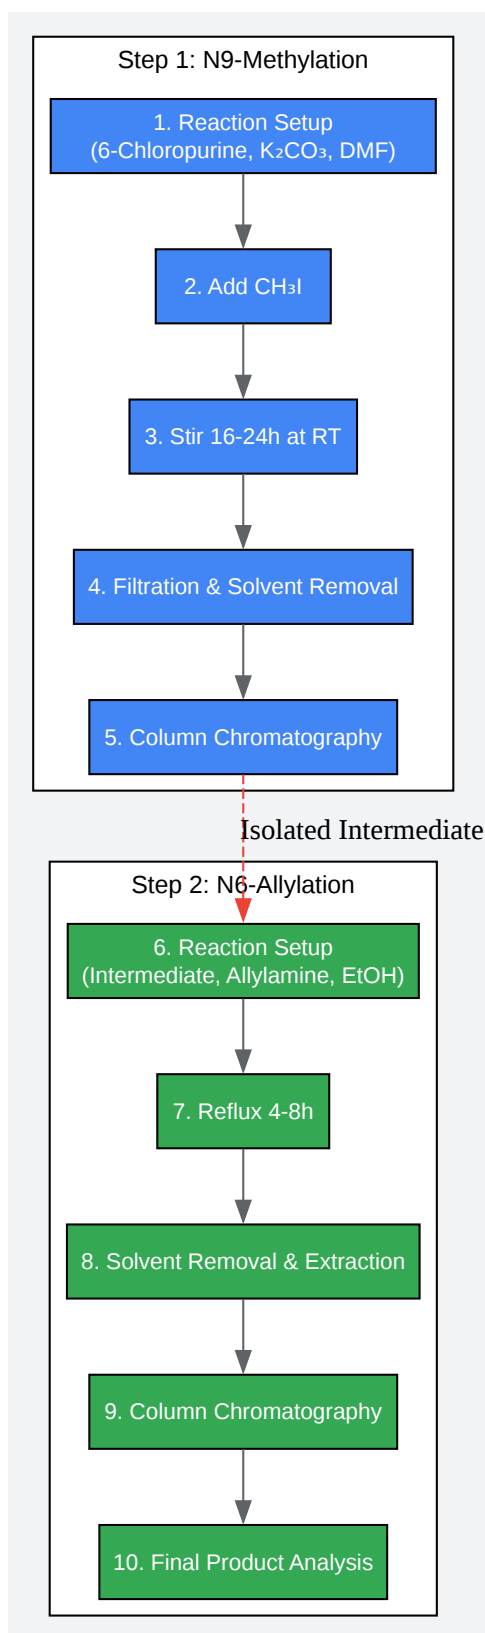 Step 1: N9-Methylation
1. Reaction Setup
(6-Chloropurine, K₂CO₃, DMF)
2. Add CH₃I
3. Stir 16-24h at RT
4. Filtration & Solvent Removal
5. Column Chromatography
Isolated Intermediate
Step 2: N6-Allylation
6. Reaction Setup
(Intermediate, Allylamine, EtOH)
7. Reflux 4-8h
8. Solvent Removal & Extraction
9. Column Chromatography
10. Final Product Analysis